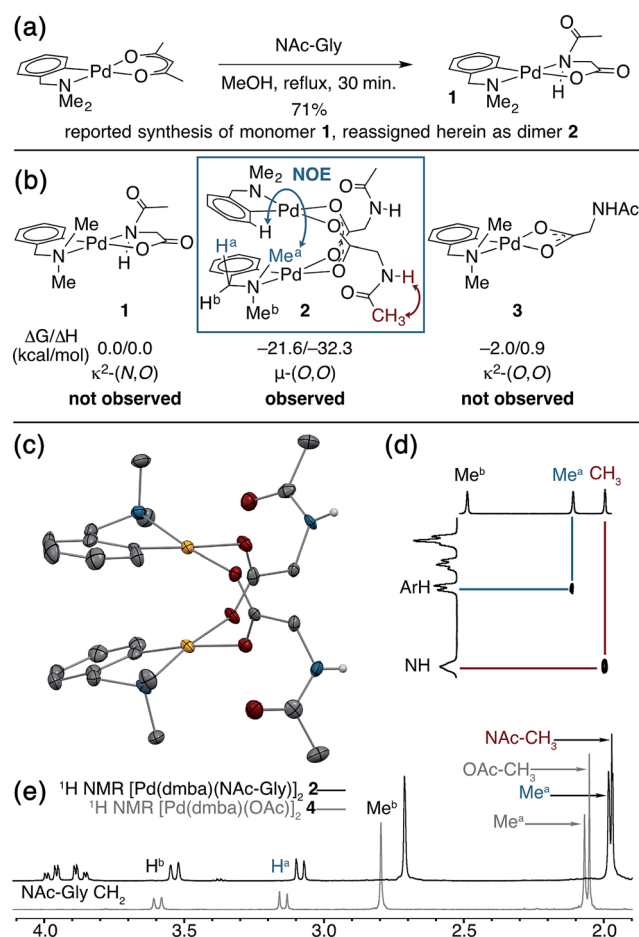 (a)
NAc-Gly
MeOH, reflux, 30 min.
71%
Pd
O
O
N
Me2
1
Pd
O
N
O
O
H
N
Me2
reported synthesis of monomer 1, reassigned herein as dimer 2
(b)
NOE
Me2
N
Pd
O
O
H
O
N-H
Ha
Mea
O
O
Pd
N
Hb
Meb
N-H
O
CH3
2
Me
N
Me
Pd
N
O
O
O
H
1
NHAc
Pd
O
O
N
Me
Me
3
ΔG/ΔH
(kcal/mol)
0.0/0.0
–21.6/–32.3
–2.0/0.9
κ²-(N,O)
μ-(O,O)
κ²-(O,O)
not observed
observed
not observed
(c)
(d)
Meᵇ
Meᵃ
CH₃
ArH
NH
(e)
¹H NMR [Pd(dmba)(NAc-Gly)]₂ 2
¹H NMR [Pd(dmba)(OAc)]₂ 4
NAc-CH₃
OAc-CH₃
Meᵃ
Meᵃ
Meᵇ
Hᵇ
Hᵃ
NAc-Gly CH₂
4.0
3.5
3.0
2.5
2.0